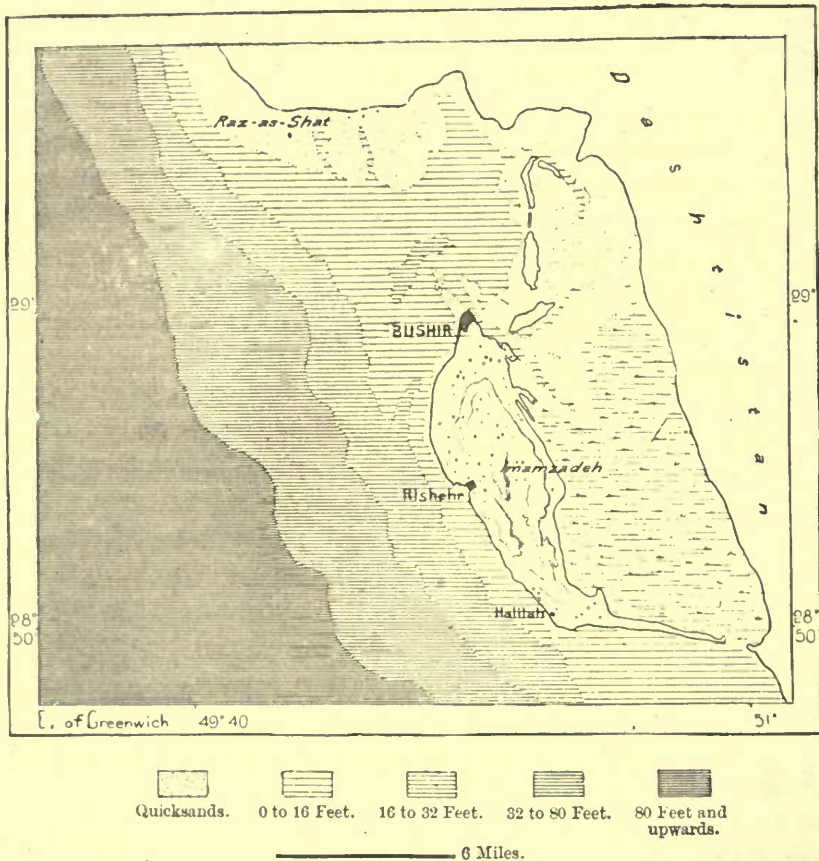 Raz-as-Shat
Dashtistan
29°
29°
BUSHIR
Imamzadeh
Rishehr
Halilah
28°
50'
28°
50'
E. of Greenwich 49°40
51°
Quicksands.
0 to 16 Feet.
16 to 32 Feet.
32 to 80 Feet.
80 Feet and
upwards.
6 Miles.